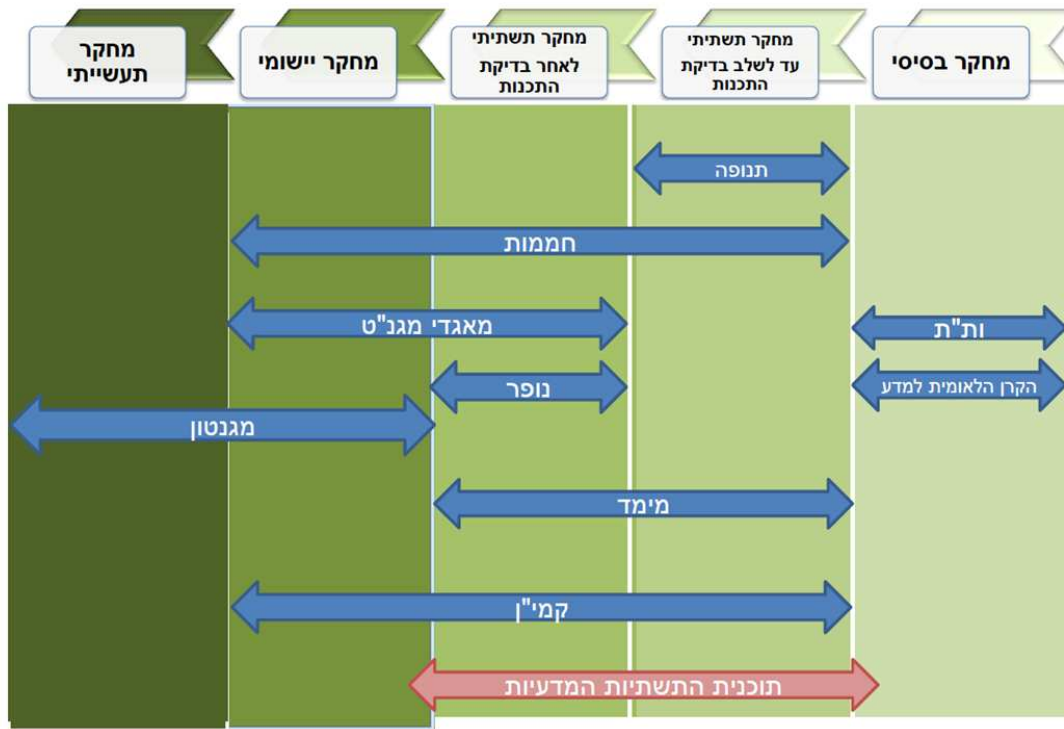 מחקר בסיסי
מחקר תשתיתי
עד לשלב בדיקת
התכנות
מחקר תשתיתי
לאחר בדיקת
התכנות
מחקר יישומי
מחקר
תעשייתי
תנופה
חממות
ות"ת
מאגדי מגנ"ט
הקרן הלאומית למדע
נופר
מגנטון
מימד
קמי"ן
תוכנית התשתיות המדעיות